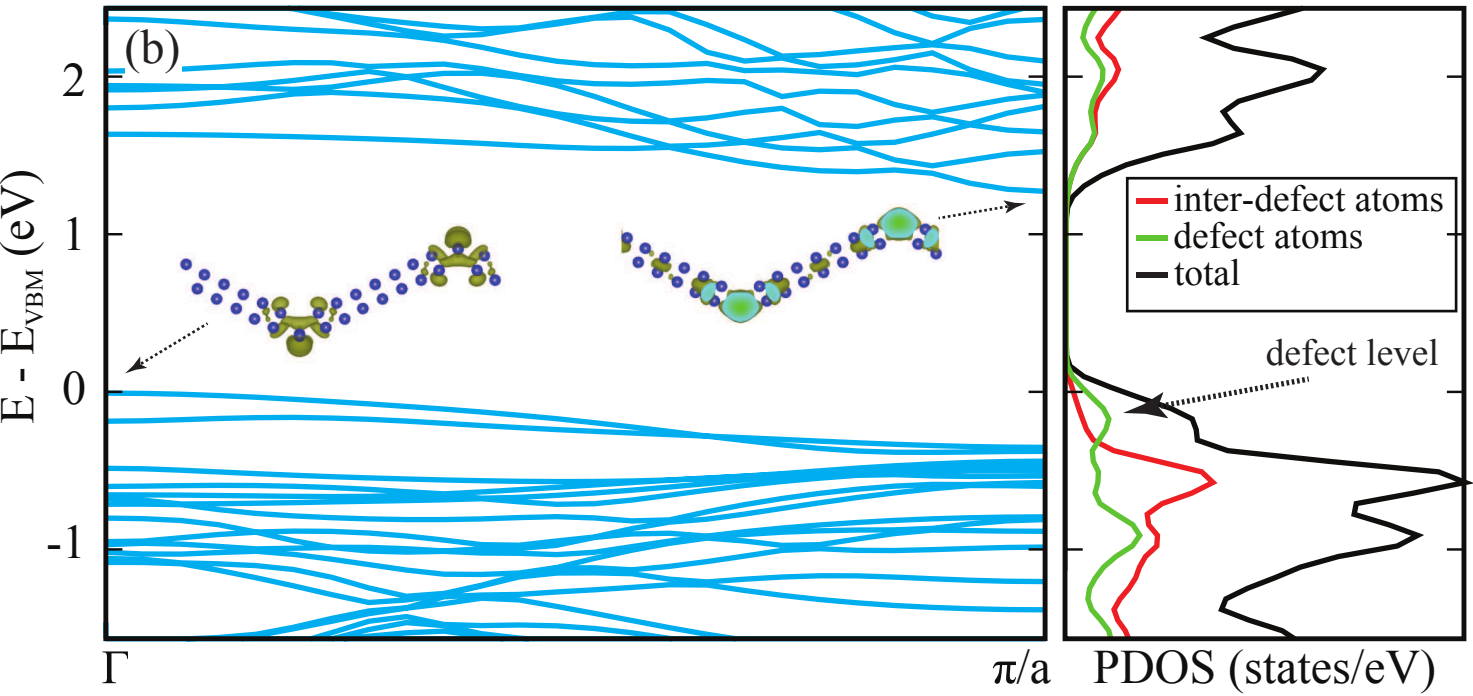 (b)
2
1
0
-1
E - E_VBM (eV)
Γ
π/a
inter-defect atoms
defect atoms
total
defect level
PDOS (states/eV)